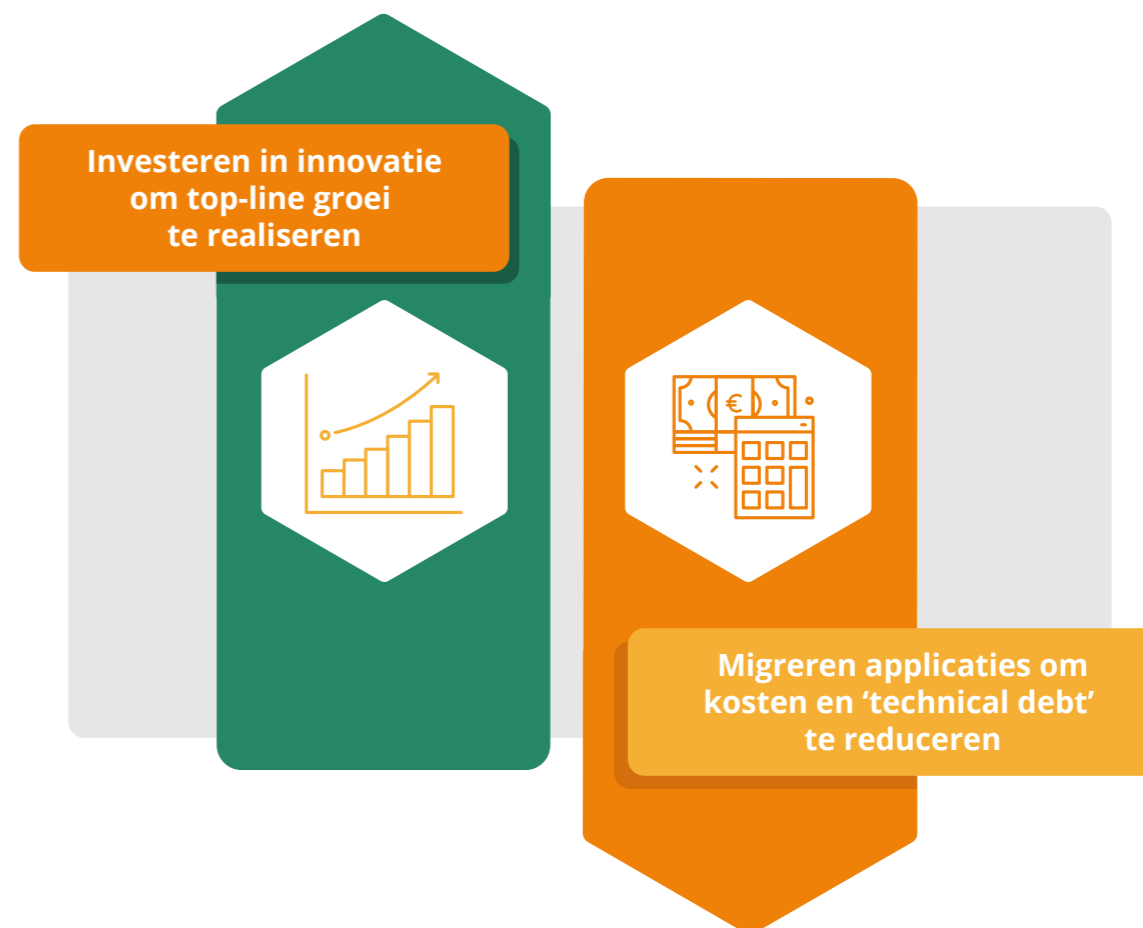 Investeren in innovatie
om top-line groei
te realiseren
€
Migreren applicaties om
kosten en ‘technical debt’
te reduceren